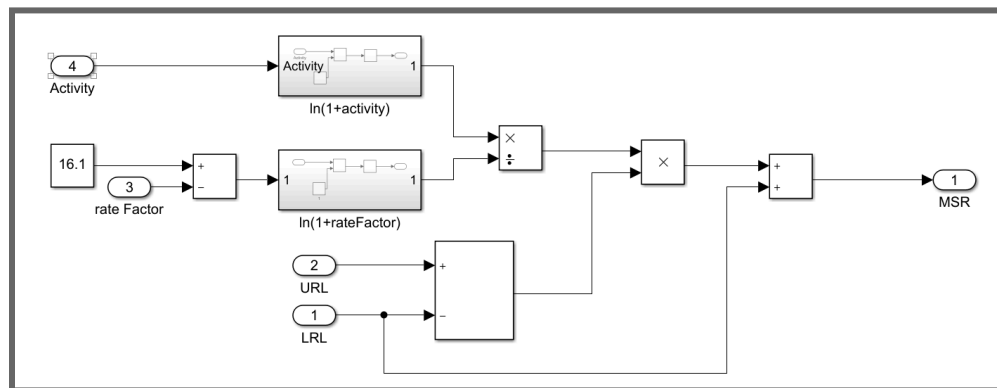 4
Activity
Activity
1
ln(1+activity)
×
÷
16.1
+
−
3
rate Factor
1
1
ln(1+rateFactor)
×
+
+
1
MSR
2
URL
+
−
1
LRL